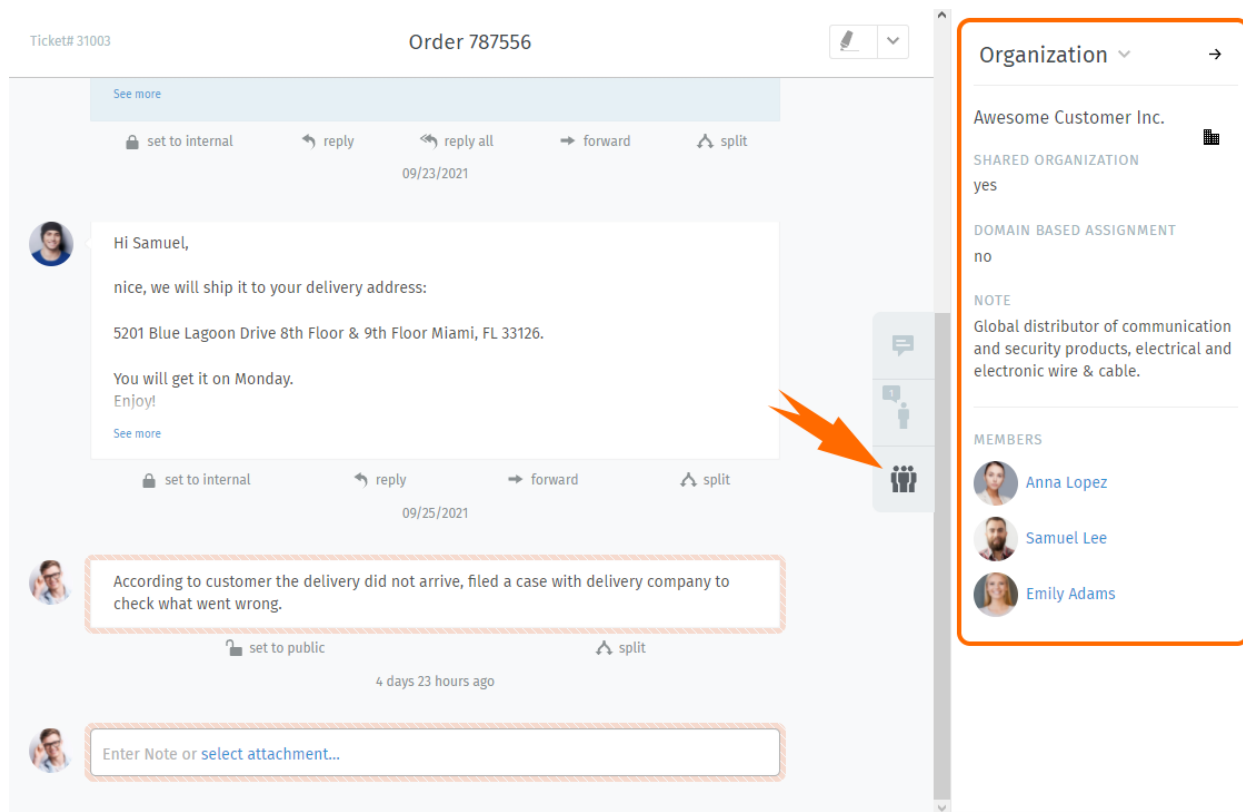 Ticket# 31003
Order 787556
See more
set to internal reply reply all forward split
09/23/2021
Hi Samuel,
nice, we will ship it to your delivery address:
5201 Blue Lagoon Drive 8th Floor & 9th Floor Miami, FL 33126.
You will get it on Monday.
Enjoy!
See more
set to internal reply forward split
09/25/2021
According to customer the delivery did not arrive, filed a case with delivery company to
check what went wrong.
set to public split
4 days 23 hours ago
Enter Note or select attachment...
1
Organization
Awesome Customer Inc.
SHARED ORGANIZATION
yes
DOMAIN BASED ASSIGNMENT
no
NOTE
Global distributor of communication
and security products, electrical and
electronic wire & cable.
MEMBERS
Anna Lopez
Samuel Lee
Emily Adams